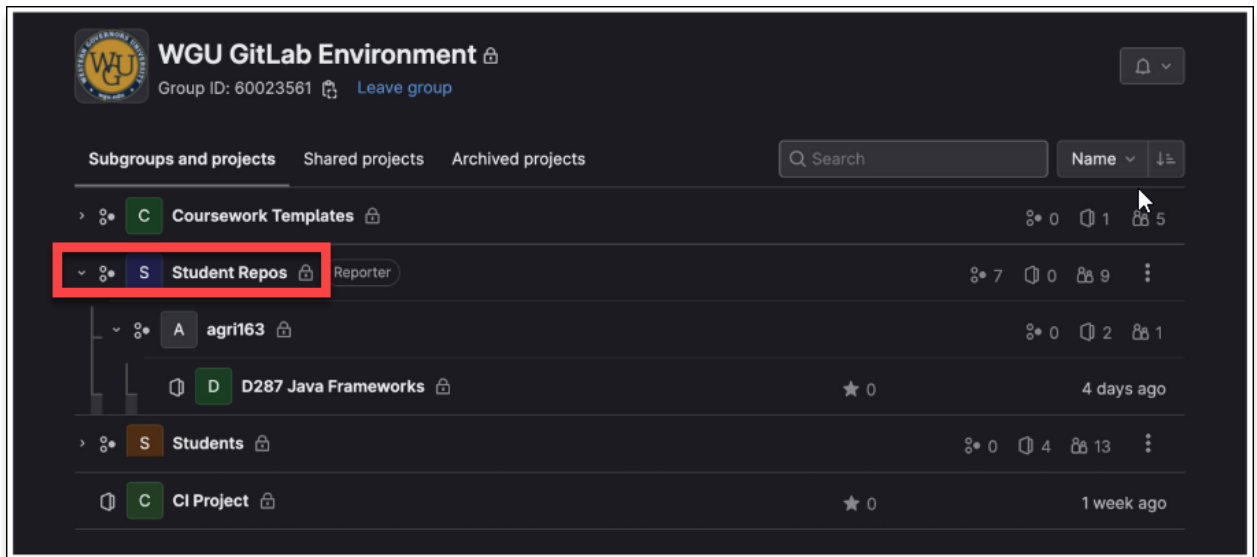 WGU GitLab Environment
Group ID: 60023561 Leave group
Subgroups and projects Shared projects Archived projects Search Name
C Coursework Templates 0 1 5
S Student Repos Reporter 7 0 9
A agri163 0 2 1
D D287 Java Frameworks 0 4 days ago
S Students 0 4 13
C CI Project 0 1 week ago